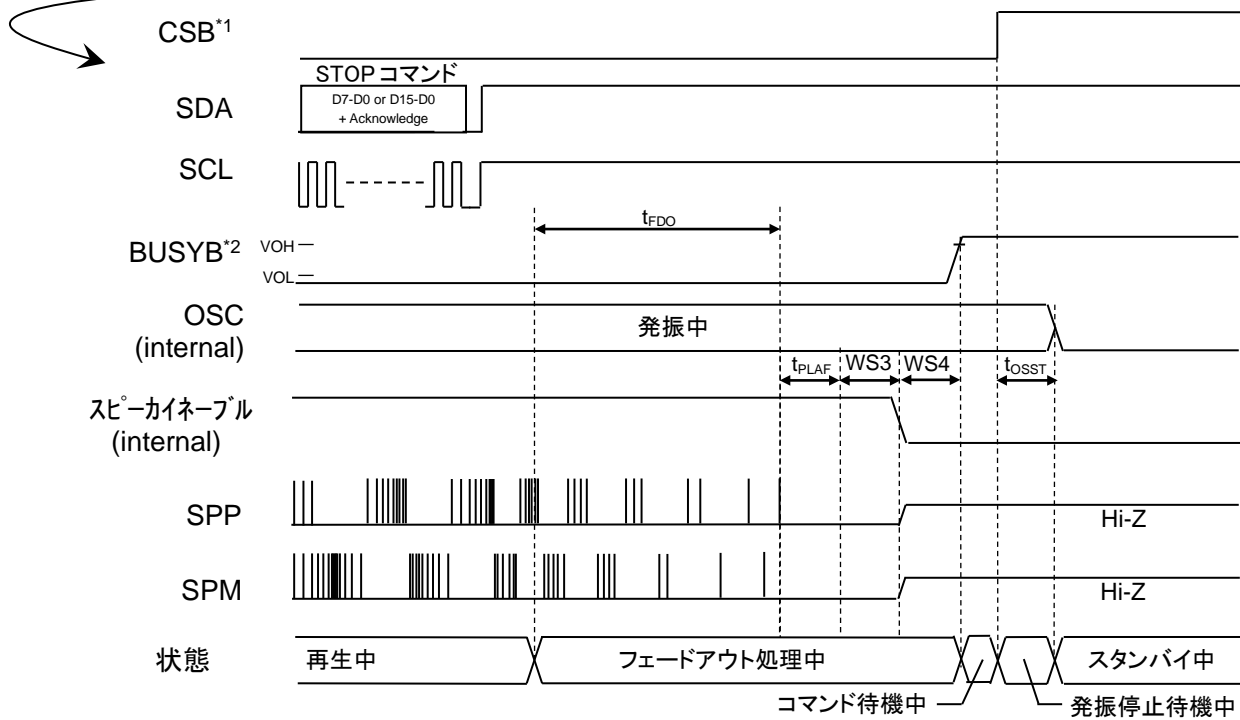 CSB*1
STOPコマンド
SDA
D7-D0 or D15-D0
+ Acknowledge
SCL
tFDO
BUSYB*2
VOH
VOL
OSC
(internal)
発振中
tPLAF
WS3
WS4
tOSST
スピーカイネーブル
(internal)
SPP
Hi-Z
SPM
Hi-Z
状態
再生中
フェードアウト処理中
スタンバイ中
コマンド待機中
発振停止待機中